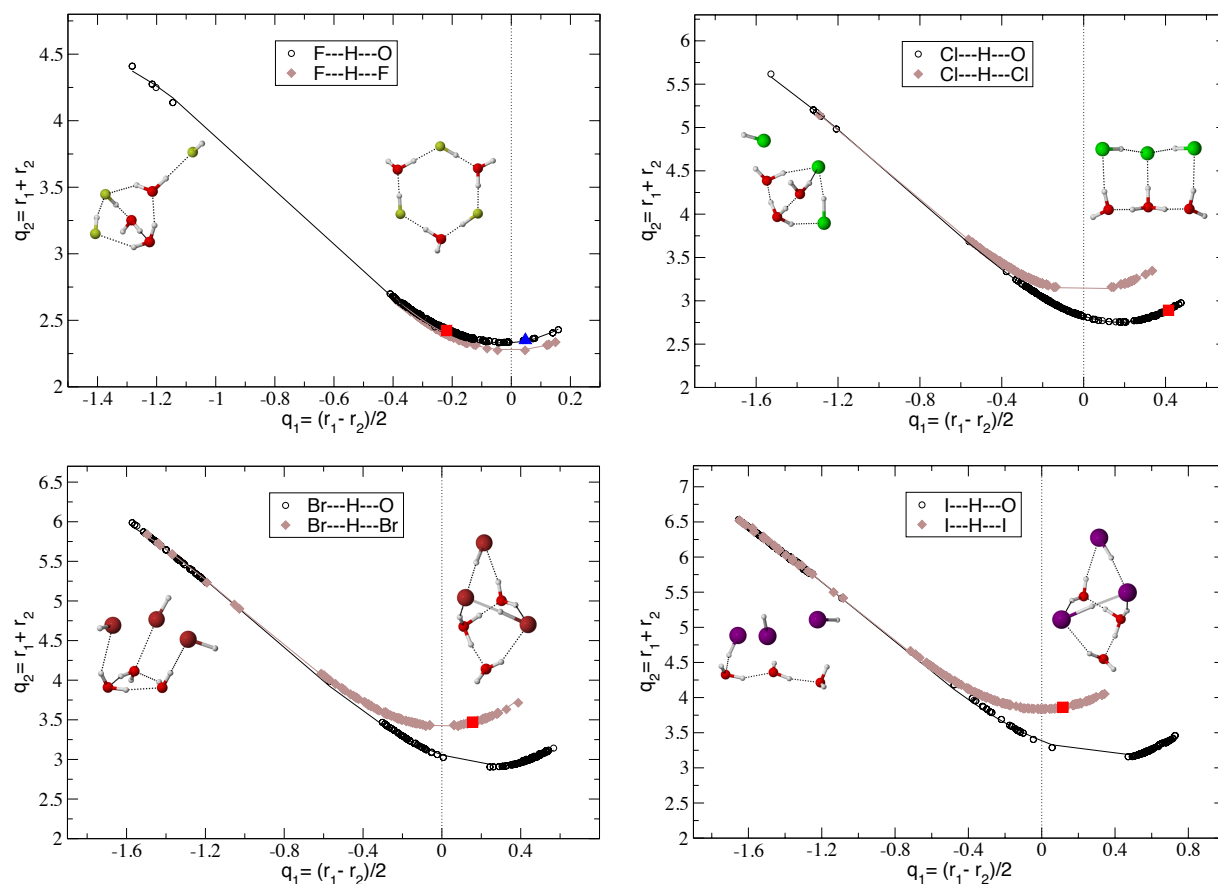 F---H---O
F---H---F
4.5
4
3.5
3
2.5
2
-1.4 -1.2 -1 -0.8 -0.6 -0.4 -0.2 0 0.2
q₂= r₁ + r₂
q₁= (r₁- r₂)/2
Cl---H---O
Cl---H---Cl
6
5.5
5
4.5
4
3.5
3
2.5
2
-1.6 -1.2 -0.8 -0.4 0 0.4
q₂= r₁ + r₂
q₁= (r₁- r₂)/2
Br---H---O
Br---H---Br
6.5
6
5.5
5
4.5
4
3.5
3
2.5
2
-1.6 -1.2 -0.8 -0.4 0 0.4
q₂= r₁ + r₂
q₁= (r₁- r₂)/2
I---H---O
I---H---I
7
6.5
6
5.5
5
4.5
4
3.5
3
2.5
2
-1.6 -1.2 -0.8 -0.4 0 0.4 0.8
q₂= r₁ + r₂
q₁= (r₁- r₂)/2